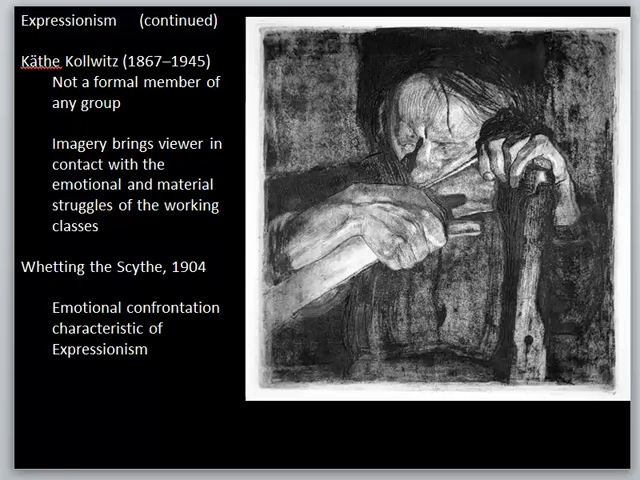 Expressionism (continued)
Käthe Kollwitz (1867–1945)
Not a formal member of
any group
Imagery brings viewer in
contact with the
emotional and material
struggles of the working
classes
Whetting the Scythe, 1904
Emotional confrontation
characteristic of
Expressionism